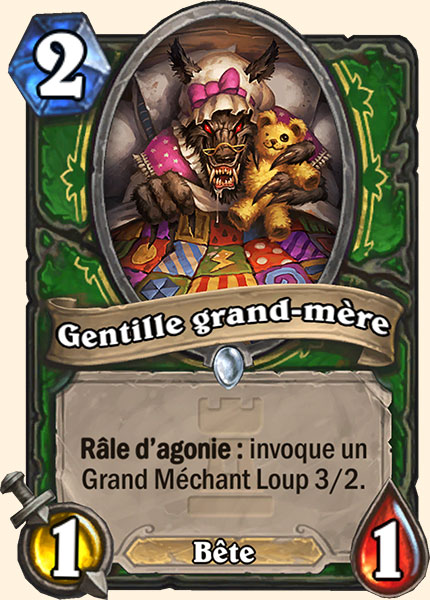 2
Gentille grand-mère
Râle d'agonie : invoque un
Grand Méchant Loup 3/2.
1
Bête
1